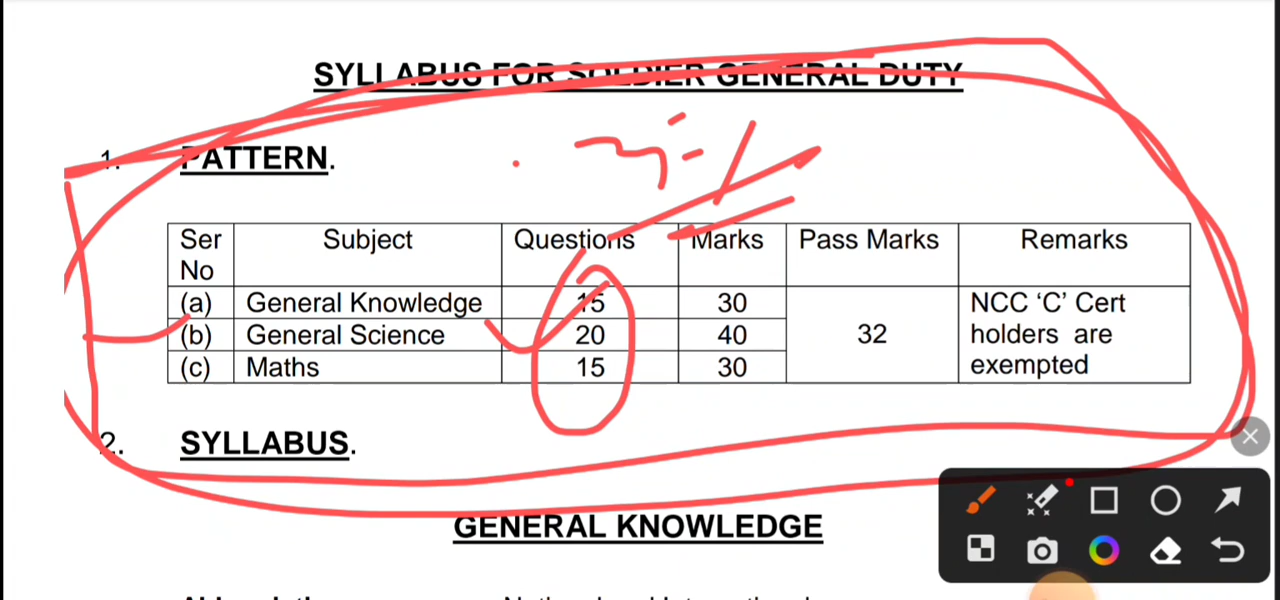 SYLLABUS FOR SOLDIER GENERAL DUTY
1. PATTERN.
Ser No Subject Questions Marks Pass Marks Remarks
(a) General Knowledge 15 30 32 NCC ‘C’ Cert holders are exempted
(b) General Science 20 40
(c) Maths 15 30
2. SYLLABUS.
GENERAL KNOWLEDGE